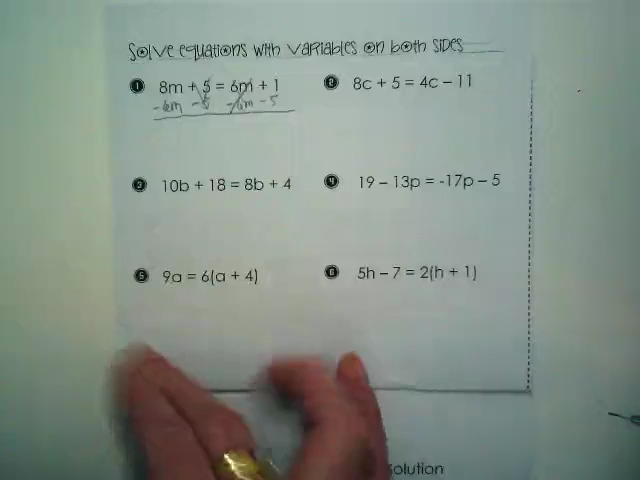 Solve equations with variables on both sides
1 8m + 5 = 6m + 1
-6m -5 -6m -5
2 8c + 5 = 4c – 11
3 10b + 18 = 8b + 4
4 19 – 13p = -17p – 5
5 9a = 6(a + 4)
6 5h – 7 = 2(h + 1)
solution